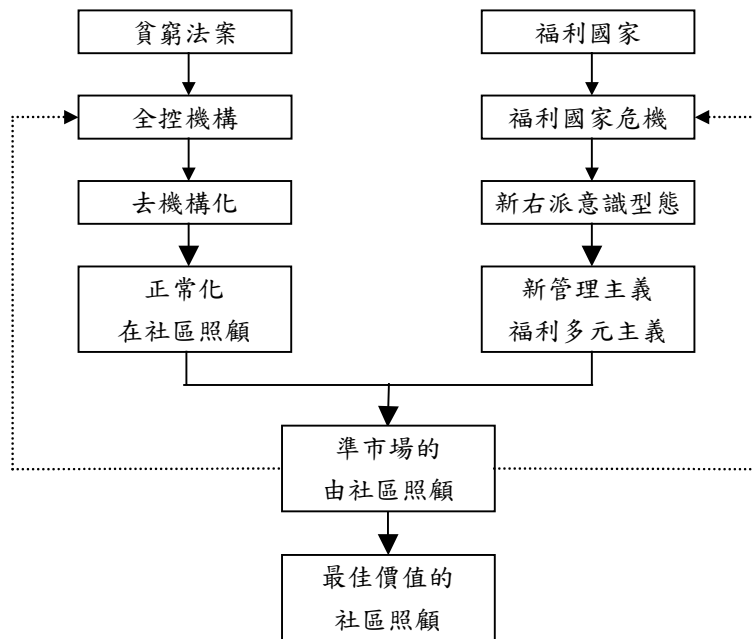 貧窮法案
福利國家
全控機構
福利國家危機
去機構化
新右派意識型態
正常化
在社區照顧
新管理主義
福利多元主義
準市場的
由社區照顧
最佳價值的
社區照顧